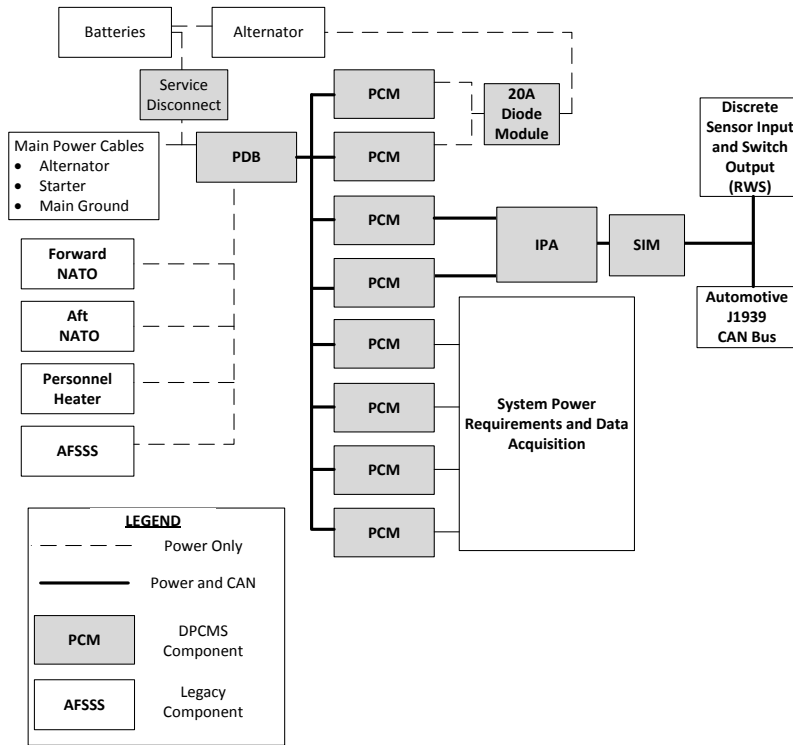 Batteries
Alternator
Service
Disconnect
Main Power Cables
• Alternator
• Starter
• Main Ground
PDB
PCM
PCM
20A
Diode
Module
Discrete
Sensor Input
and Switch
Output
(RWS)
PCM
PCM
IPA
SIM
Automotive
J1939
CAN Bus
Forward
NATO
Aft
NATO
Personnel
Heater
AFSSS
PCM
PCM
PCM
PCM
System Power
Requirements and Data
Acquisition
LEGEND
Power Only
Power and CAN
PCM
DPCMS
Component
AFSSS
Legacy
Component